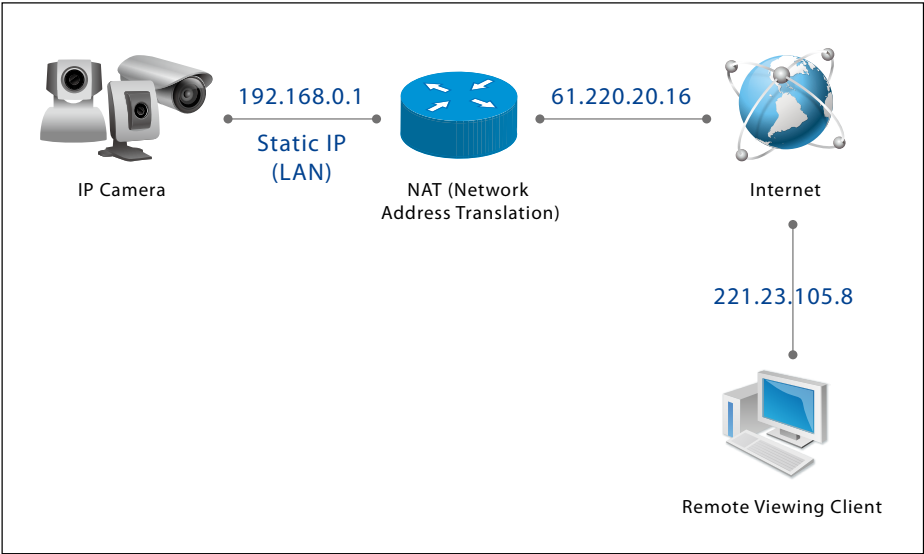 192.168.0.1
Static IP
(LAN)
61.220.20.16
IP Camera
NAT (Network
Address Translation)
Internet
221.23.105.8
Remote Viewing Client